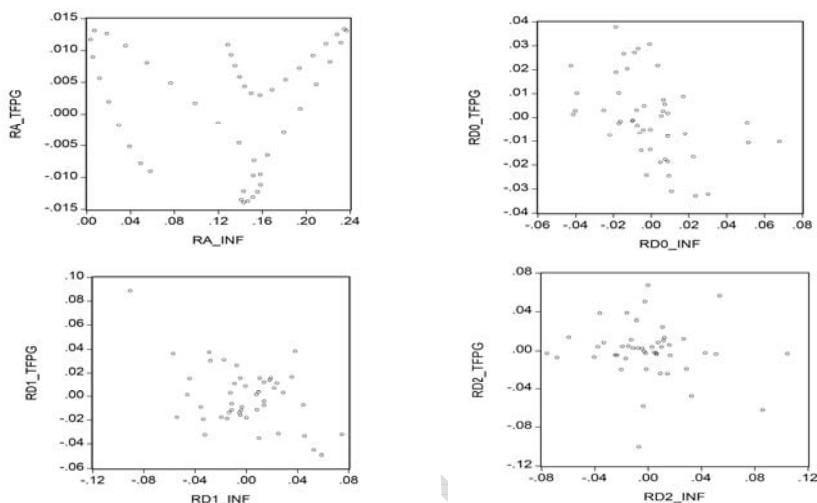 .015
.010
.005
.000
-.005
-.010
-.015
RA_TFPG
.00 .04 .08 .12 .16 .20 .24
RA_INF
.04
.03
.02
.01
.00
-.01
-.02
-.03
-.04
RD0_TFPG
-.06 -.04 -.02 .00 .02 .04 .06 .08
RD0_INF
.10
.08
.06
.04
.02
.00
-.02
-.04
-.06
RD1_TFPG
-.12 -.08 -.04 .00 .04 .08
RD1_INF
.08
.04
.00
-.04
-.08
-.12
RD2_TFPG
-.08 -.04 .00 .04 .08 .12
RD2_INF